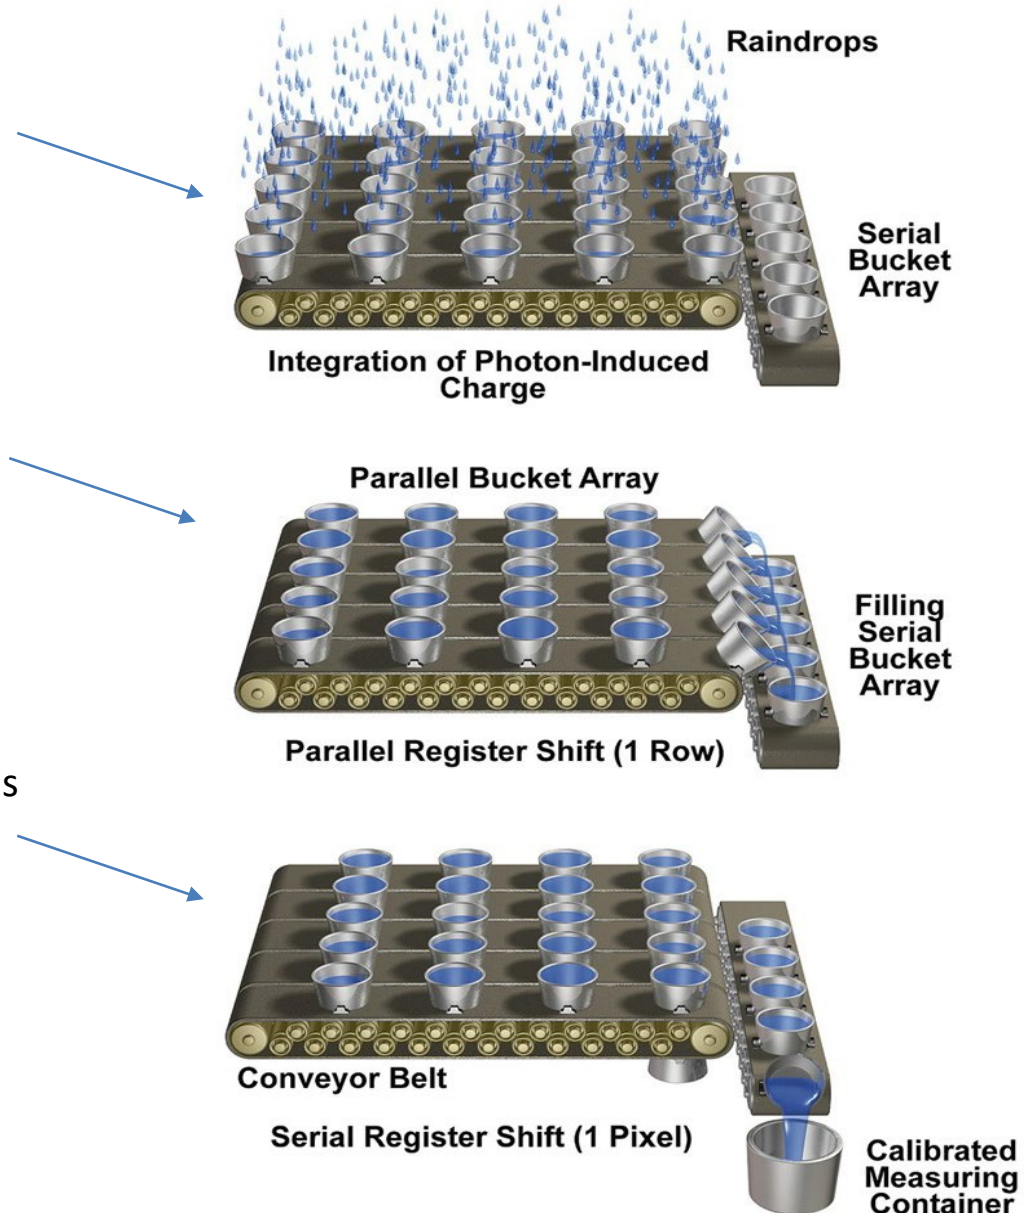 Raindrops
Serial
Bucket
Array
Integration of Photon-Induced
Charge
Parallel Bucket Array
Filling
Serial
Bucket
Array
Parallel Register Shift (1 Row)
s
Conveyor Belt
Serial Register Shift (1 Pixel)
Calibrated
Measuring
Container